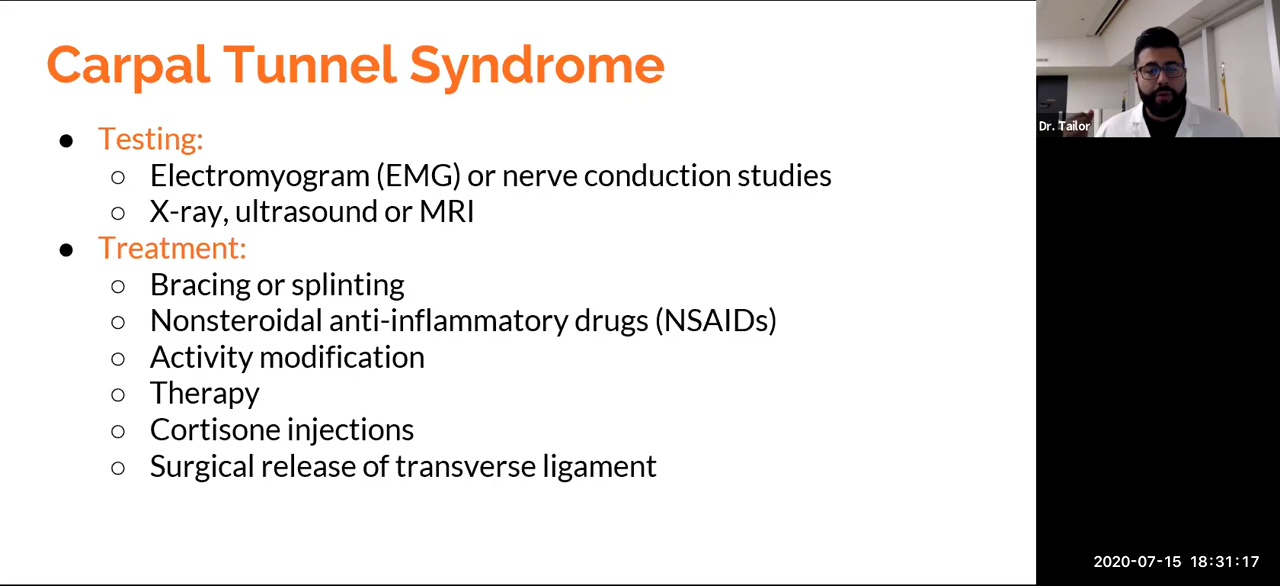 Carpal Tunnel Syndrome
● Testing:
○ Electromyogram (EMG) or nerve conduction studies
○ X-ray, ultrasound or MRI
● Treatment:
○ Bracing or splinting
○ Nonsteroidal anti-inflammatory drugs (NSAIDs)
○ Activity modification
○ Therapy
○ Cortisone injections
○ Surgical release of transverse ligament
Dr. Tailor
2020-07-15 18:31:17